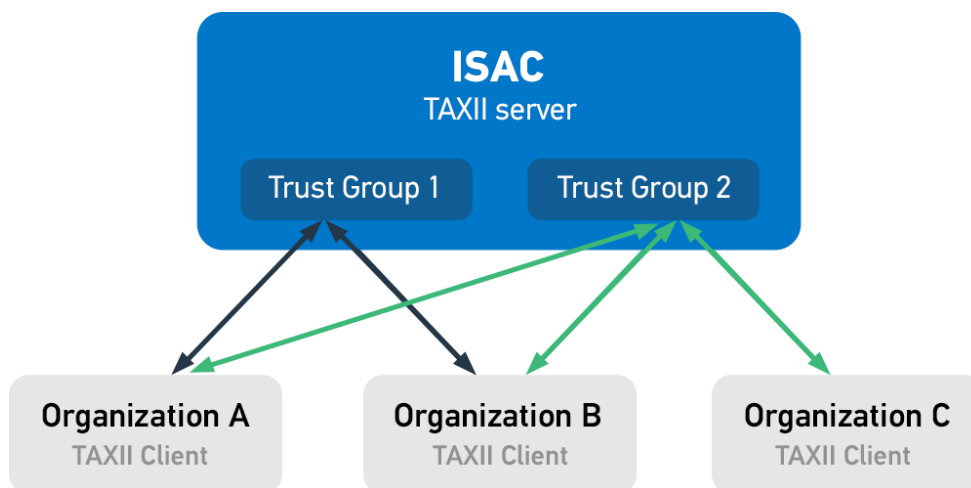 ISAC
TAXII server
Trust Group 1
Trust Group 2
Organization A
TAXII Client
Organization B
TAXII Client
Organization C
TAXII Client